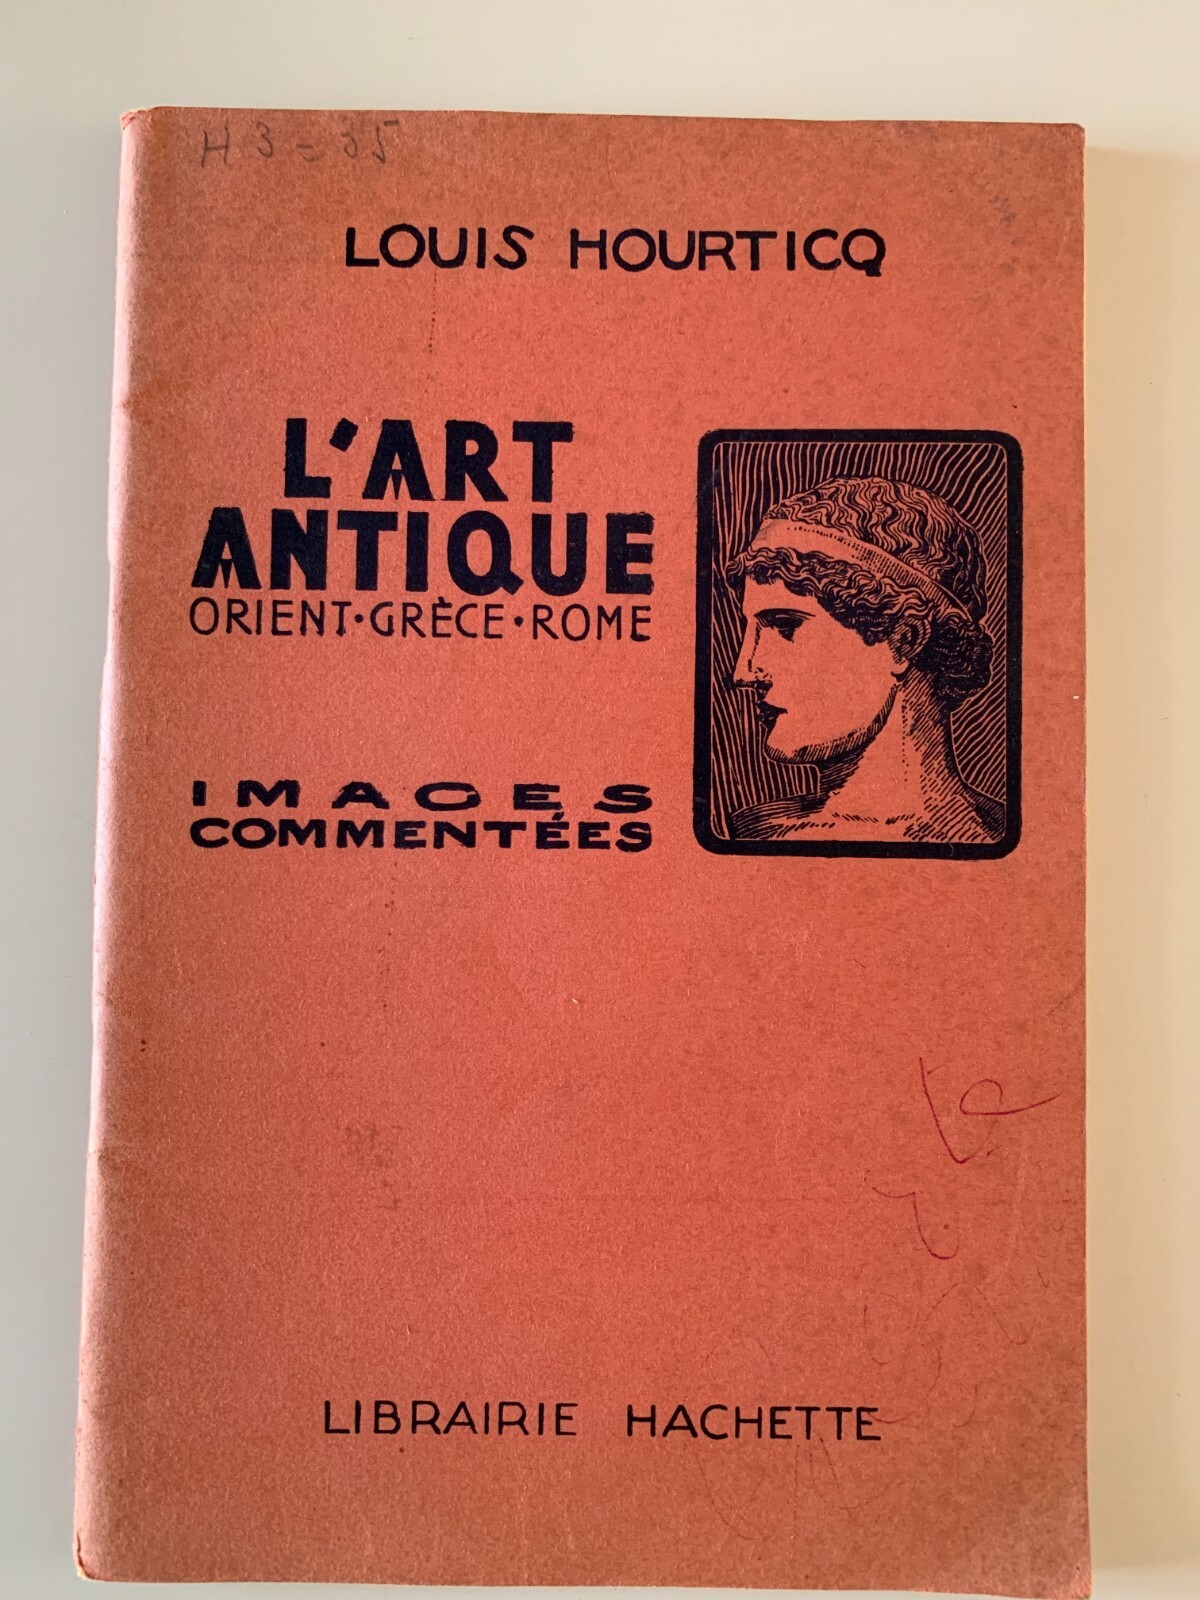 H 3 = 35
LOUIS HOURTICQ
L'ART
ANTIQUE
ORIENT·GRÈCE·ROME
IMAGES
COMMENTÉES
LIBRAIRIE HACHETTE